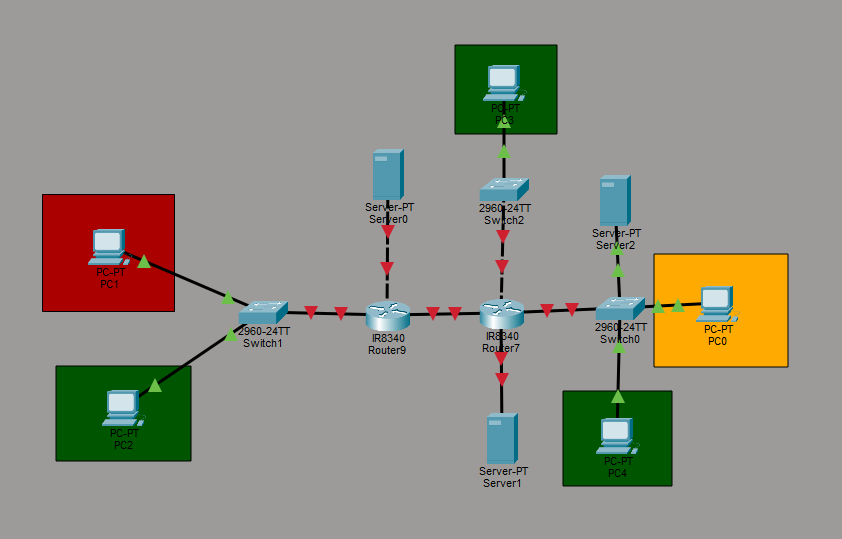 PC-PT
PC3
Server-PT
Server0
2960-24TT
Switch2
Server-PT
Server2
PC-PT
PC1
2960-24TT
Switch1
IR8340
Router9
IR8340
Router7
2960-24TT
Switch0
PC-PT
PC0
PC-PT
PC2
PC-PT
PC4
Server-PT
Server1